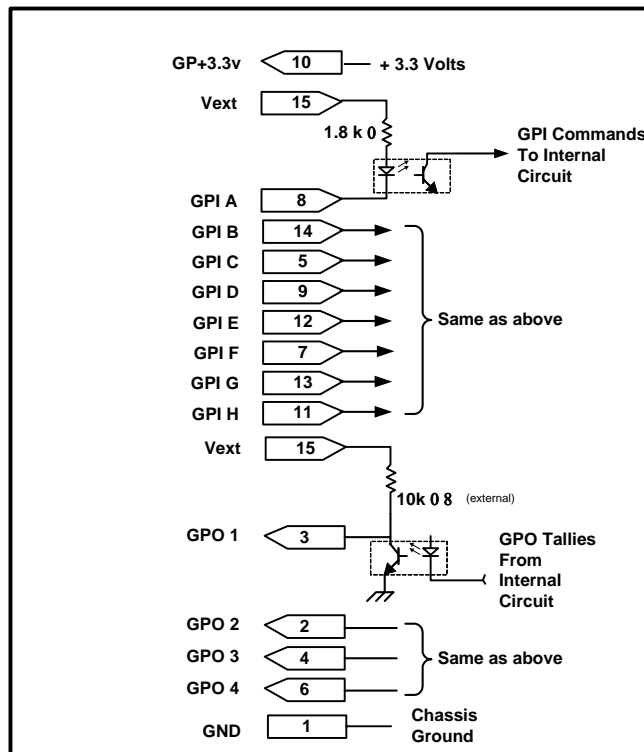 GP+3.3v 10 + 3.3 Volts
Vext 15
1.8 k 0
GPI Commands
To Internal
Circuit
GPI A 8
GPI B 14
GPI C 5
GPI D 9
GPI E 12
GPI F 7
GPI G 13
GPI H 11
Same as above
Vext 15
10k 0 8 (external)
GPO 1 3
GPO Tallies
From
Internal
Circuit
GPO 2 2
GPO 3 4
GPO 4 6
Same as above
GND 1
Chassis
Ground